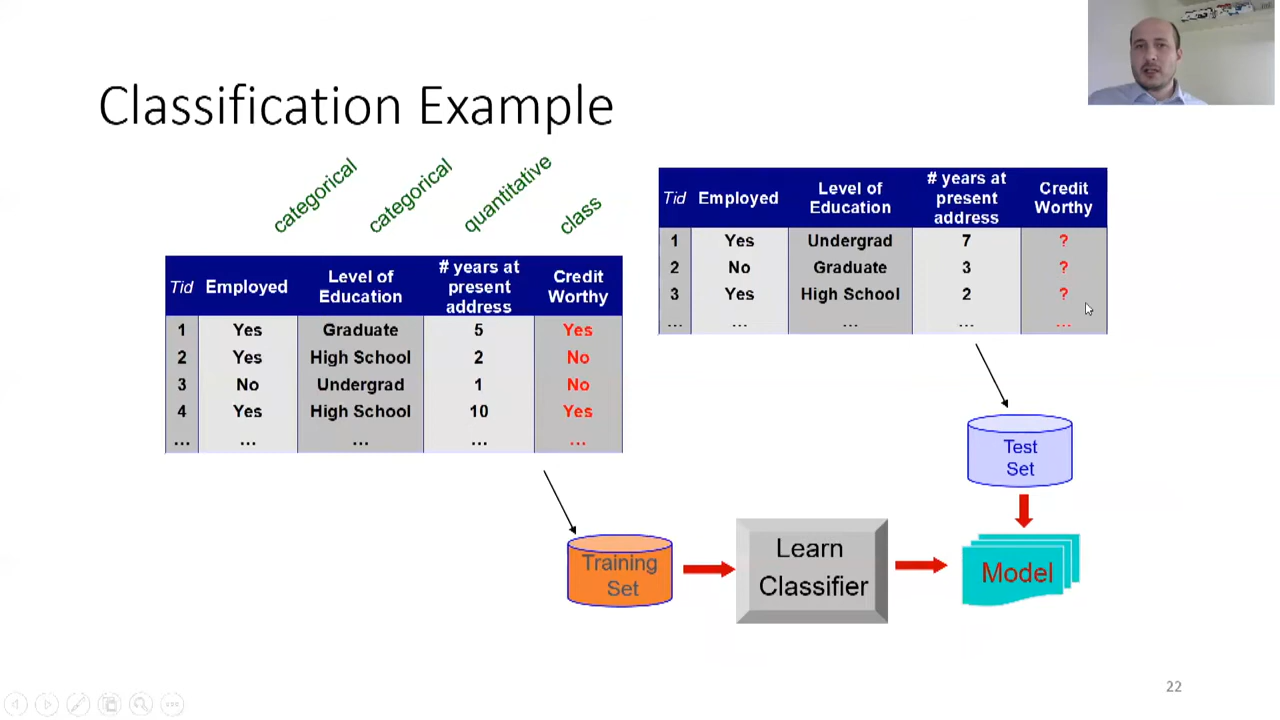 Classification Example
categorical
categorical
quantitative
class
Tid Employed Level of Education # years at present address Credit Worthy
1 Yes Graduate 5 Yes
2 Yes High School 2 No
3 No Undergrad 1 No
4 Yes High School 10 Yes
... ... ... ... ...
Tid Employed Level of Education # years at present address Credit Worthy
1 Yes Undergrad 7 ?
2 No Graduate 3 ?
3 Yes High School 2 ?
... ... ... ... ...
Test
Set
Training
Set
Learn
Classifier
Model
22